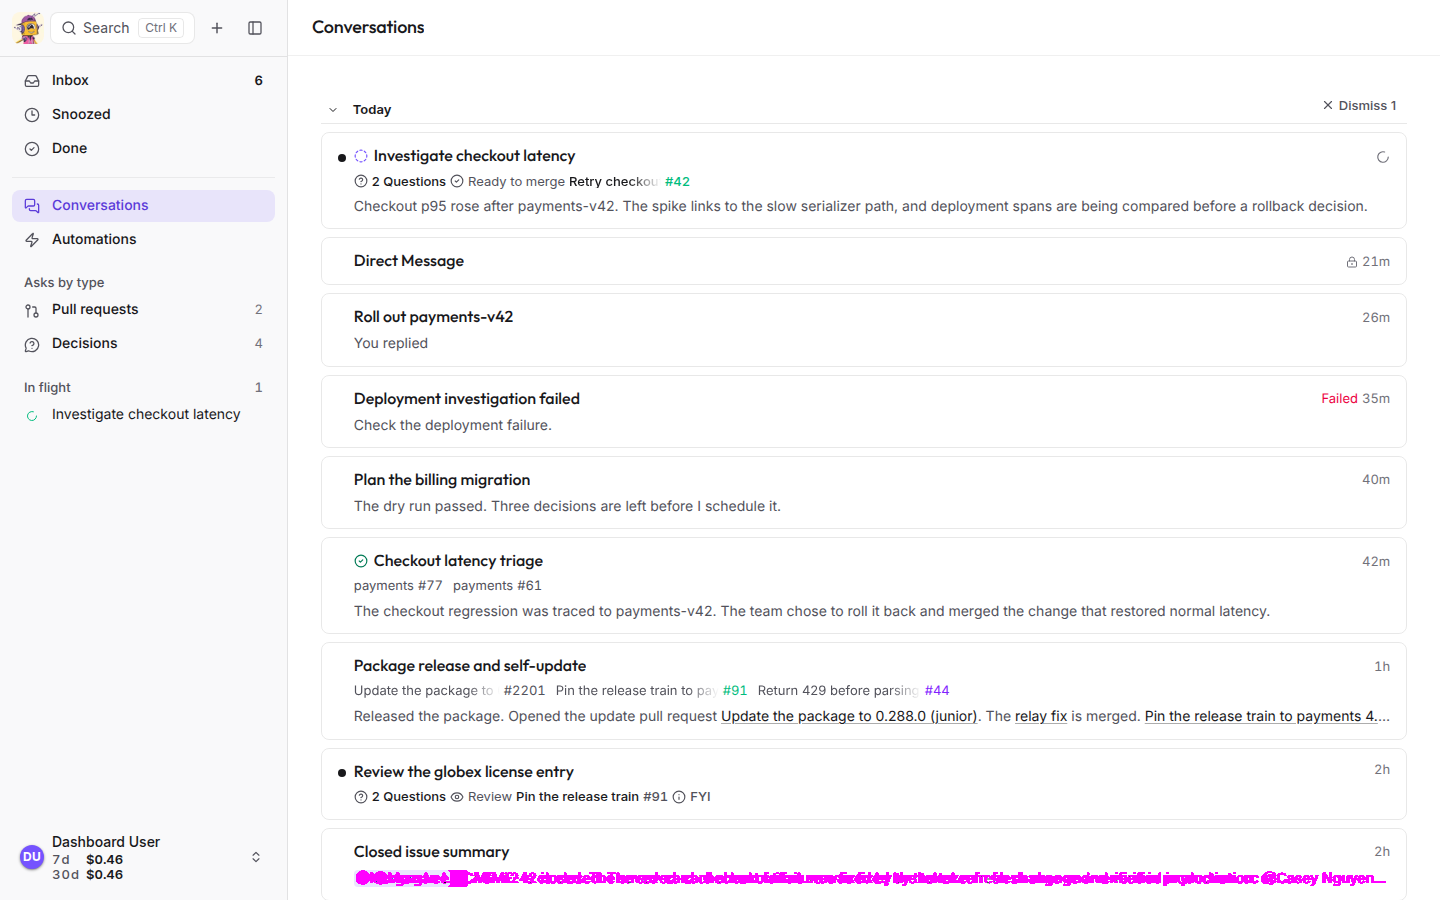 Search Ctrl K
Inbox 6
Snoozed
Done
Conversations
Automations
Asks by type
Pull requests 2
Decisions 4
In flight 1
Investigate checkout latency
DU Dashboard User
7d $0.46
30d $0.46
Conversations
Today Dismiss 1
Investigate checkout latency
2 Questions Ready to merge Retry checkou #42
Checkout p95 rose after payments-v42. The spike links to the slow serializer path, and deployment spans are being compared before a rollback decision.
Direct Message 21m
Roll out payments-v42 26m
You replied
Deployment investigation failed Failed 35m
Check the deployment failure.
Plan the billing migration 40m
The dry run passed. Three decisions are left before I schedule it.
Checkout latency triage 42m
payments #77 payments #61
The checkout regression was traced to payments-v42. The team chose to roll it back and merged the change that restored normal latency.
Package release and self-update 1h
Update the package to #2201 Pin the release train to pay #91 Return 429 before parsing #44
Released the package. Opened the update pull request Update the package to 0.288.0 (junior). The relay fix is merged. Pin the release train to payments 4....
Review the globex license entry 2h
2 Questions Review Pin the release train #91 FYI
Closed issue summary 2h
@Casey Nguyen